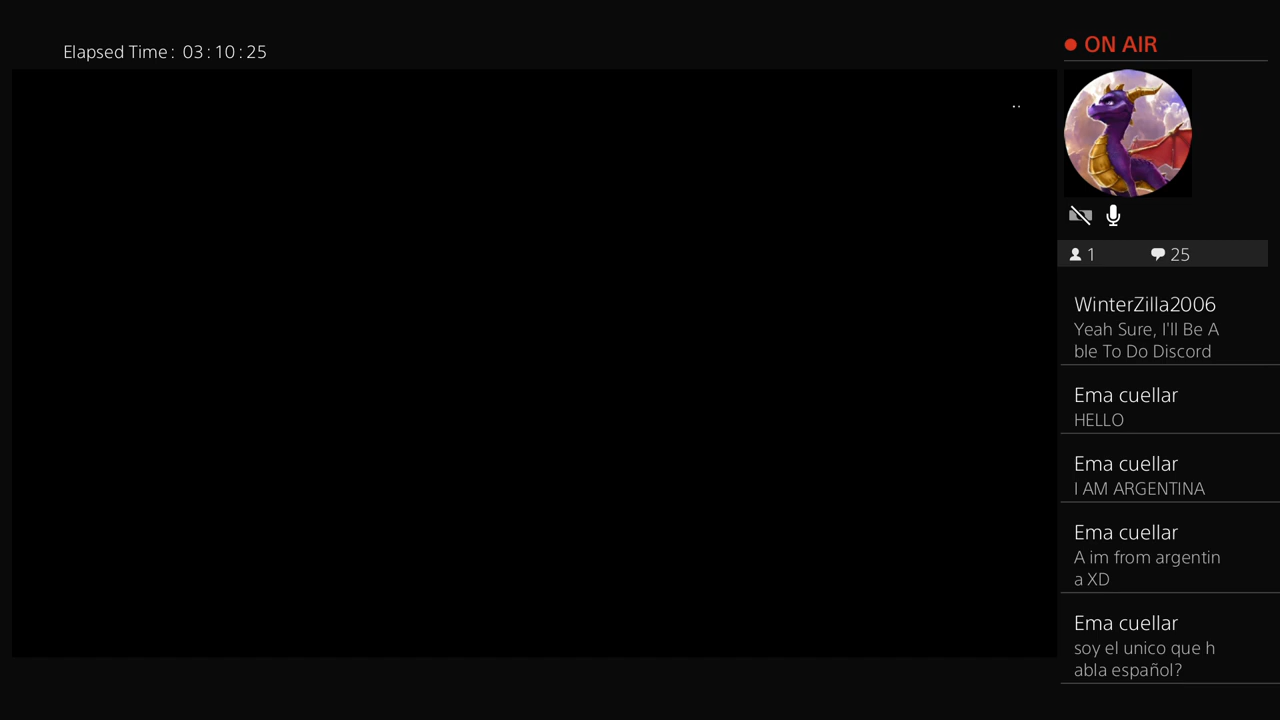 Elapsed Time: 03:10:25
ON AIR
1 25
WinterZilla2006
Yeah Sure, I'll Be A
ble To Do Discord
Ema cuellar
HELLO
Ema cuellar
I AM ARGENTINA
Ema cuellar
A im from argentin
a XD
Ema cuellar
soy el unico que h
abla español?